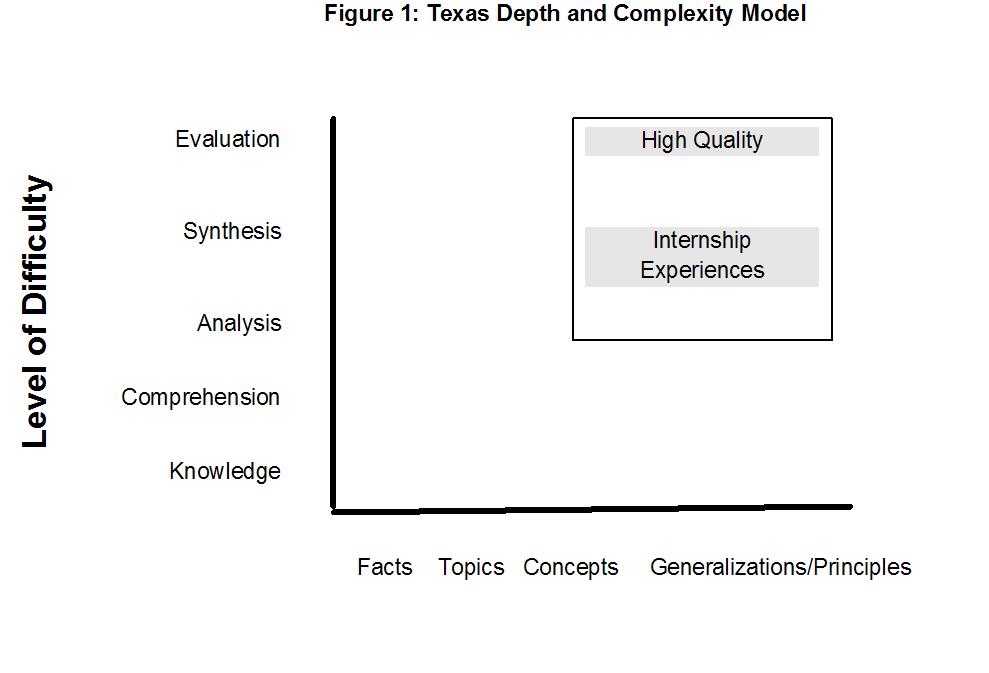 Figure 1: Texas Depth and Complexity Model
Level of Difficulty
Evaluation
Synthesis
Analysis
Comprehension
Knowledge
High Quality
Internship
Experiences
Facts Topics Concepts Generalizations/Principles